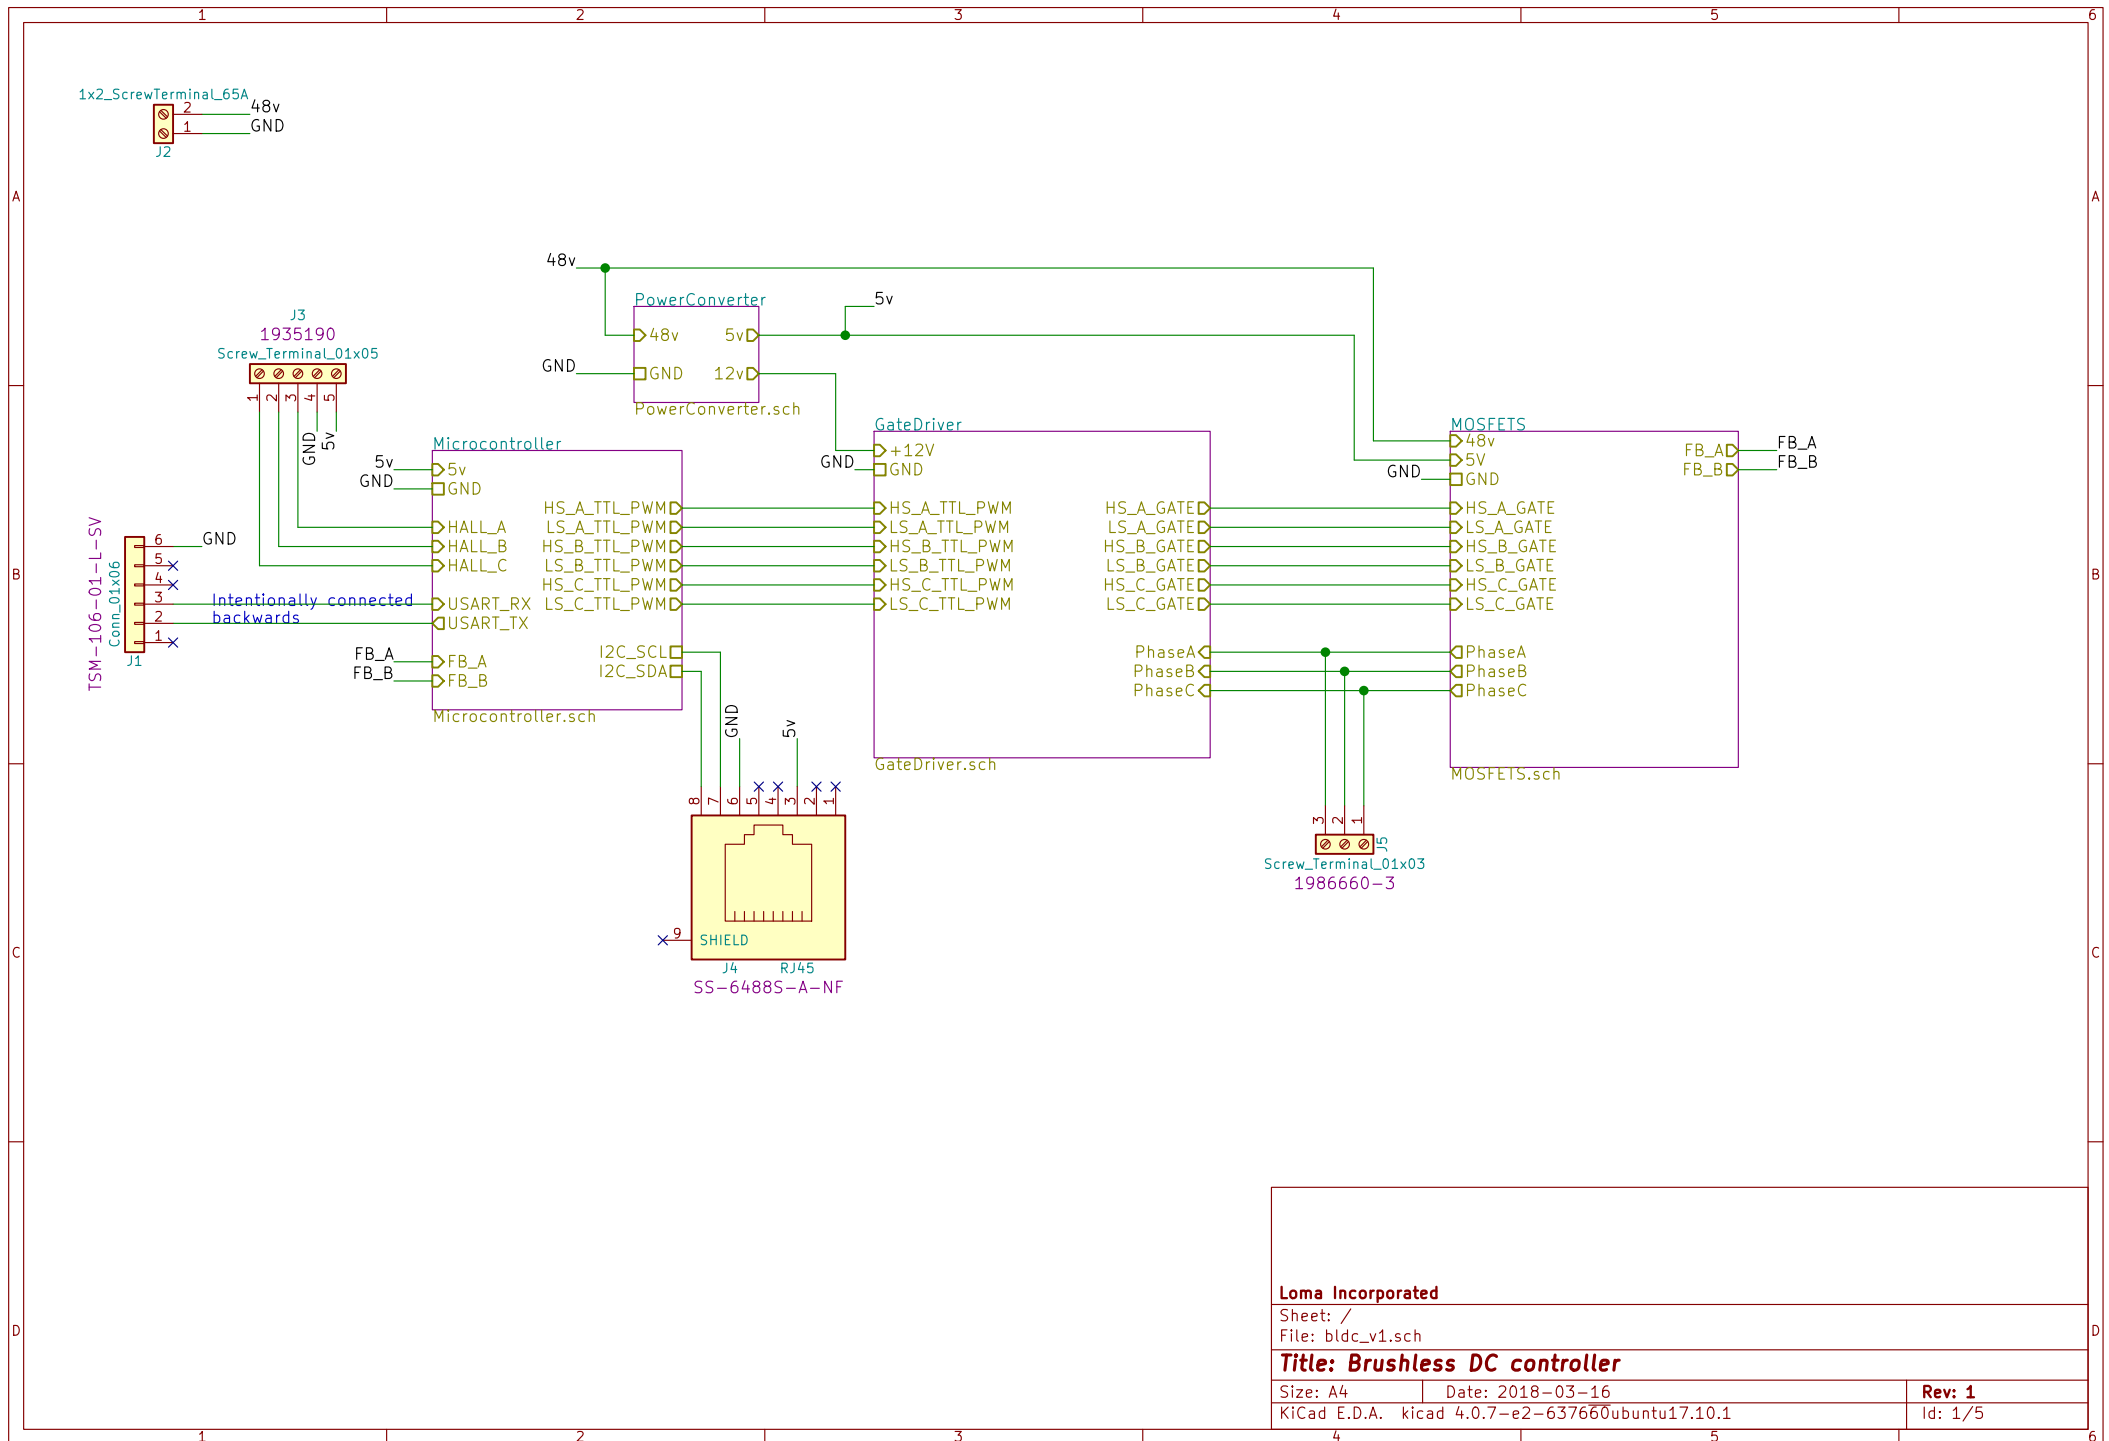 1 2 3 4 5 6
A A
B B
C C
D D
1 2 3 4 5 6
1x2_ScrewTerminal_65A
2 48v
1 GND
J2
48v
5v
PowerConverter
48v 5v
GND GND 12v
PowerConverter.sch
J3
1935190
Screw_Terminal_01x05
1 2 3 4 5
GND
5v
Microcontroller
5v 5v
GND GND
HALL_A
HALL_B
HALL_C
USART_RX
USART_TX
FB_A FB_A
FB_B FB_B
HS_A_TTL_PWM
LS_A_TTL_PWM
HS_B_TTL_PWM
LS_B_TTL_PWM
HS_C_TTL_PWM
LS_C_TTL_PWM
I2C_SCL
I2C_SDA
Microcontroller.sch
TSM-106-01-L-SV
Conn_01x06
6 GND
5
4
3
2
1
J1
Intentionally connected
backwards
GateDriver
+12V
GND GND
HS_A_TTL_PWM
LS_A_TTL_PWM
HS_B_TTL_PWM
LS_B_TTL_PWM
HS_C_TTL_PWM
LS_C_TTL_PWM
HS_A_GATE
LS_A_GATE
HS_B_GATE
LS_B_GATE
HS_C_GATE
LS_C_GATE
PhaseA
PhaseB
PhaseC
GateDriver.sch
MOSFETS
48v
5V
GND GND
HS_A_GATE
LS_A_GATE
HS_B_GATE
LS_B_GATE
HS_C_GATE
LS_C_GATE
PhaseA
PhaseB
PhaseC
FB_A FB_A
FB_B FB_B
MOSFETS.sch
GND
5v
8 7 6 5 4 3 2 1
9 SHIELD
J4 RJ45
SS-6488S-A-NF
3 2 1
J5
Screw_Terminal_01x03
1986660-3
Loma Incorporated
Sheet: /
File: bldc_v1.sch
Title: Brushless DC controller
Size: A4 Date: 2018-03-16 Rev: 1
KiCad E.D.A. kicad 4.0.7-e2-637660ubuntu17.10.1 Id: 1/5